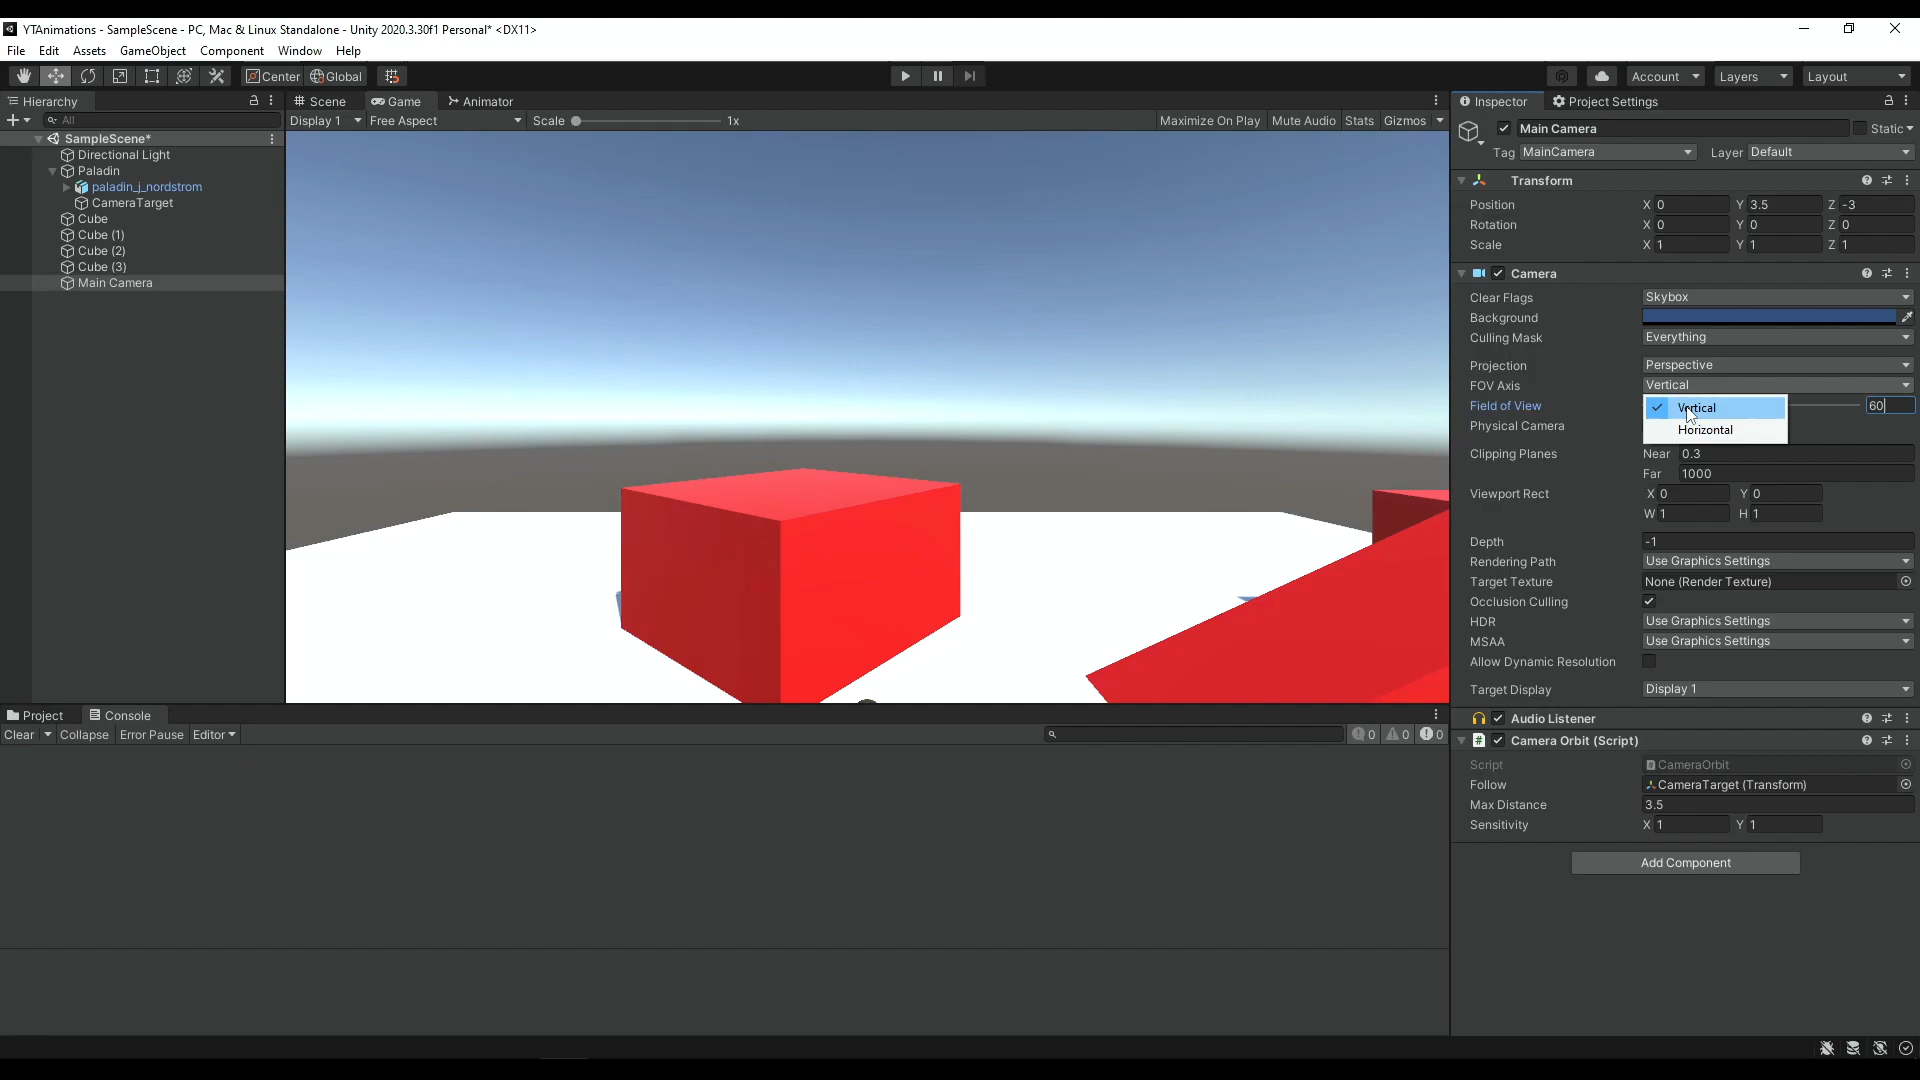 YTAnimations - SampleScene - PC, Mac & Linux Standalone - Unity 2020.3.30f1 Personal* <DX11>
File Edit Assets GameObject Component Window Help
Center Global Account Layers Layout
Hierarchy
All
SampleScene*
Directional Light
Paladin
paladin_j_nordstrom
CameraTarget
Cube
Cube (1)
Cube (2)
Cube (3)
Main Camera
Scene Game Animator
Display 1 Free Aspect Scale 1x Maximize On Play Mute Audio Stats Gizmos
Project Console
Clear Collapse Error Pause Editor 0 0 0
Inspector Project Settings
Main Camera Static
Tag MainCamera Layer Default
Transform
Position X 0 Y 3.5 Z -3
Rotation X 0 Y 0 Z 0
Scale X 1 Y 1 Z 1
Camera
Clear Flags Skybox
Background
Culling Mask Everything
Projection Perspective
FOV Axis Vertical
Field of View 60
Vertical
Physical Camera
Horizontal
Clipping Planes Near 0.3
Far 1000
Viewport Rect X 0 Y 0
W 1 H 1
Depth -1
Rendering Path Use Graphics Settings
Target Texture None (Render Texture)
Occlusion Culling
HDR Use Graphics Settings
MSAA Use Graphics Settings
Allow Dynamic Resolution
Target Display Display 1
Audio Listener
# Camera Orbit (Script)
Script CameraOrbit
Follow CameraTarget (Transform)
Max Distance 3.5
Sensitivity X 1 Y 1
Add Component